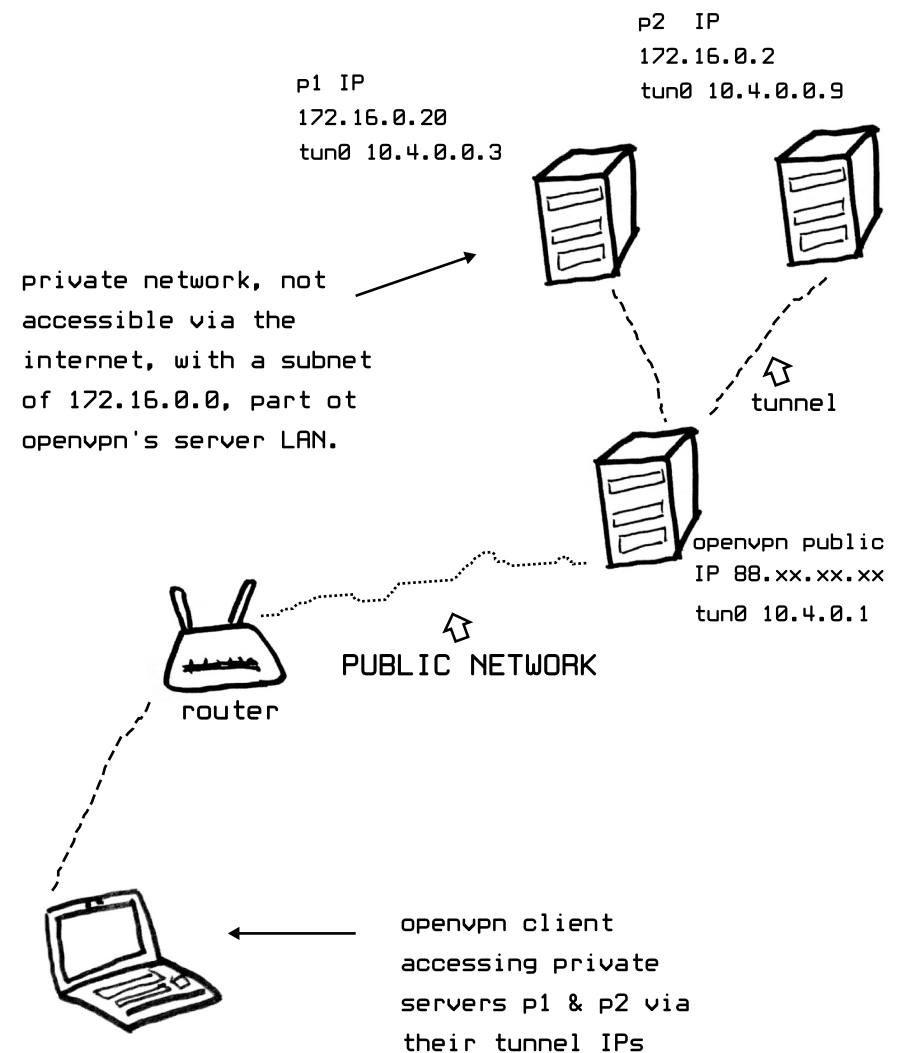 p2 IP
172.16.0.2
tun0 10.4.0.0.9
p1 IP
172.16.0.20
tun0 10.4.0.0.3
private network, not
accessible via the
internet, with a subnet
of 172.16.0.0, part ot
openvpn's server LAN.
tunnel
openvpn public
IP 88.xx.xx.xx
tun0 10.4.0.1
PUBLIC NETWORK
router
openvpn client
accessing private
servers p1 & p2 via
their tunnel IPs